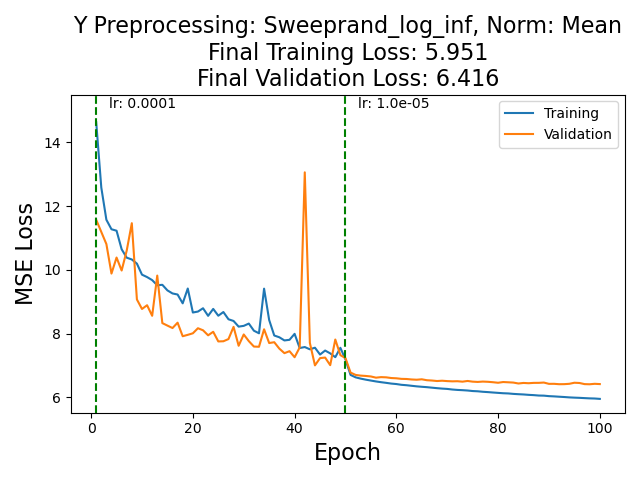 Y Preprocessing: Sweeprand_log_inf, Norm: Mean
Final Training Loss: 5.951
Final Validation Loss: 6.416
lr: 0.0001
lr: 1.0e-05
Training
Validation
14
12
10
8
6
MSE Loss
0
20
40
60
80
100
Epoch